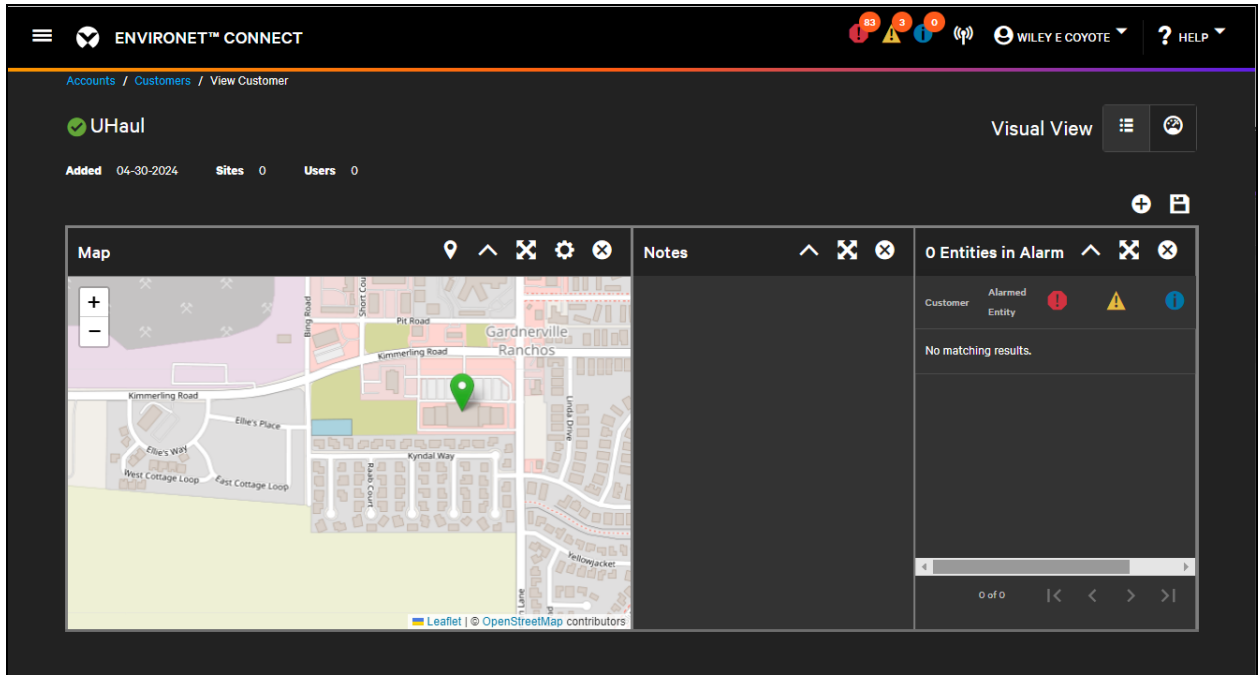 ENVIRONET™ CONNECT
83
3
0
WILEY E COYOTE
? HELP
Accounts / Customers / View Customer
UHaul
Visual View
Added 04-30-2024 Sites 0 Users 0
Map
Notes
0 Entities in Alarm
+
−
Bing Road
Short Cou
Pit Road
Gardnerville
Ranchos
Kimmerling Road
Kimmerling Road
Ellie's Place
Ellie's Way
West Cottage Loop
East Cottage Loop
Kyndal Way
Raab Court
Linda Drive
Yellowjacket
Lane
Leaflet | © OpenStreetMap contributors
Customer
Alarmed
Entity
No matching results.
0 of 0